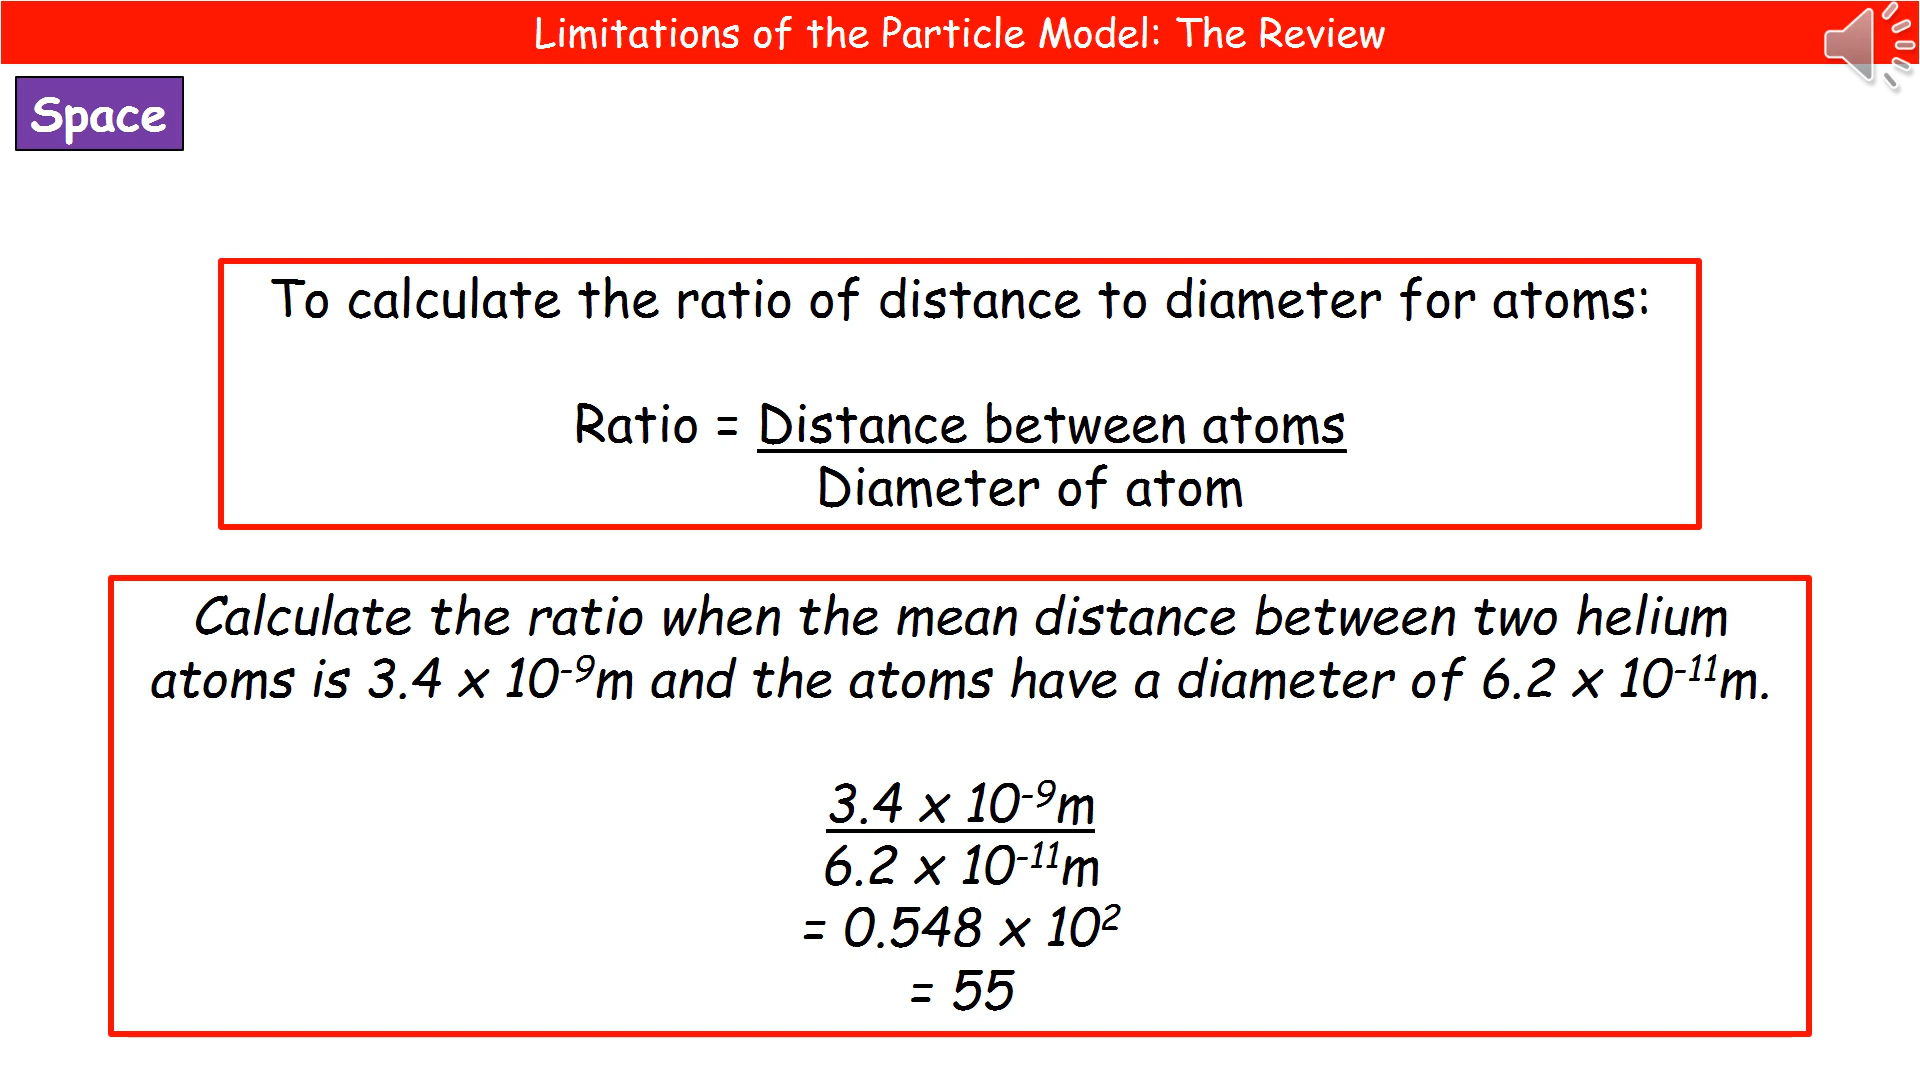 Limitations of the Particle Model: The Review
Space
To calculate the ratio of distance to diameter for atoms:
Ratio = Distance between atoms
Diameter of atom
Calculate the ratio when the mean distance between two helium
atoms is 3.4 x 10⁻⁹m and the atoms have a diameter of 6.2 x 10⁻¹¹m.
3.4 x 10⁻⁹m
6.2 x 10⁻¹¹m
= 0.548 x 10²
= 55